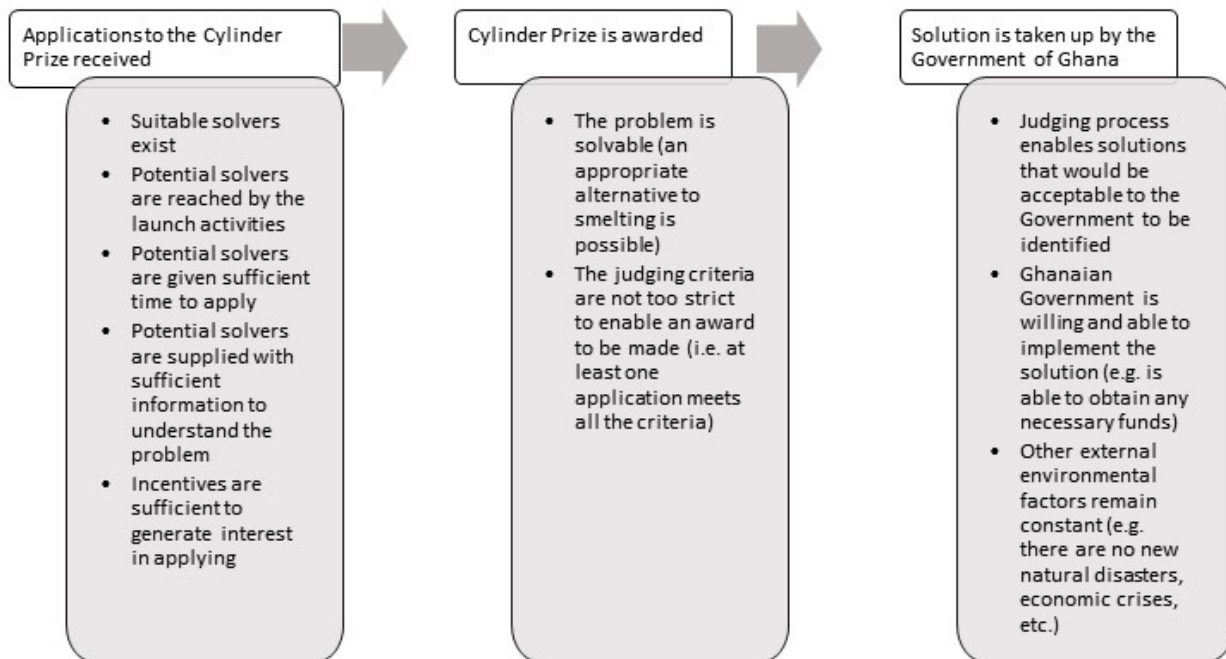 Applications to the Cylinder
Prize received
• Suitable solvers
exist
• Potential solvers
are reached by the
launch activities
• Potential solvers
are given sufficient
time to apply
• Potential solvers
are supplied with
sufficient
information to
understand the
problem
• Incentives are
sufficient to
generate interest
in applying
Cylinder Prize is awarded
• The problem is
solvable (an
appropriate
alternative to
smelting is
possible)
• The judging criteria
are not too strict
to enable an award
to be made (i.e. at
least one
application meets
all the criteria)
Solution is taken up by the
Government of Ghana
• Judging process
enables solutions
that would be
acceptable to the
Government to be
identified
• Ghanaian
Government is
willing and able to
implement the
solution (e.g. is
able to obtain any
necessary funds)
• Other external
environmental
factors remain
constant (e.g.
there are no new
natural disasters,
economic crises,
etc.)